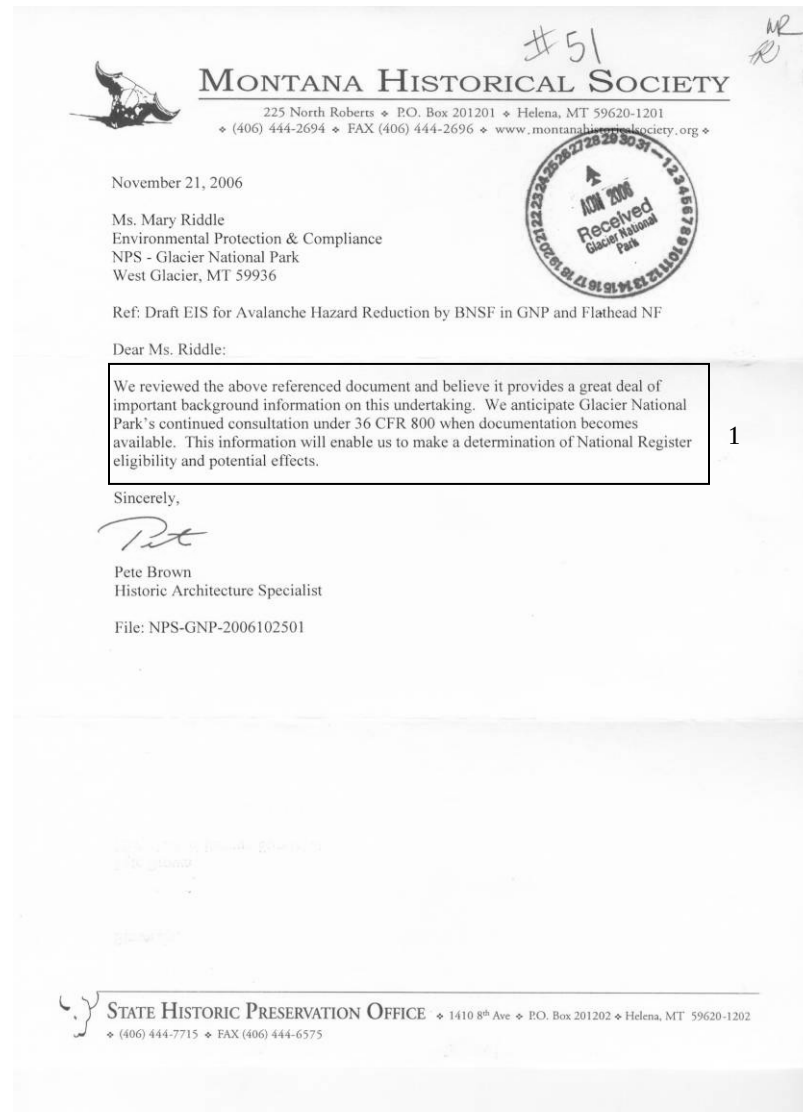 #51
MONTANA HISTORICAL SOCIETY
225 North Roberts ❖ P.O. Box 201201 ❖ Helena, MT 59620-1201
❖ (406) 444-2694 ❖ FAX (406) 444-2696 ❖ www.montanahistoricalsociety.org ❖
November 21, 2006
2006
Received
Glacier National
Park
Ms. Mary Riddle
Environmental Protection & Compliance
NPS - Glacier National Park
West Glacier, MT 59936
Ref: Draft EIS for Avalanche Hazard Reduction by BNSF in GNP and Flathead NF
Dear Ms. Riddle:
We reviewed the above referenced document and believe it provides a great deal of
important background information on this undertaking.  We anticipate Glacier National
Park's continued consultation under 36 CFR 800 when documentation becomes
available.  This information will enable us to make a determination of National Register
eligibility and potential effects.
1
Sincerely,
Pete
Pete Brown
Historic Architecture Specialist
File: NPS-GNP-2006102501
STATE HISTORIC PRESERVATION OFFICE ❖ 1410 8th Ave ❖ P.O. Box 201202 ❖ Helena, MT 59620-1202
❖ (406) 444-7715 ❖ FAX (406) 444-6575